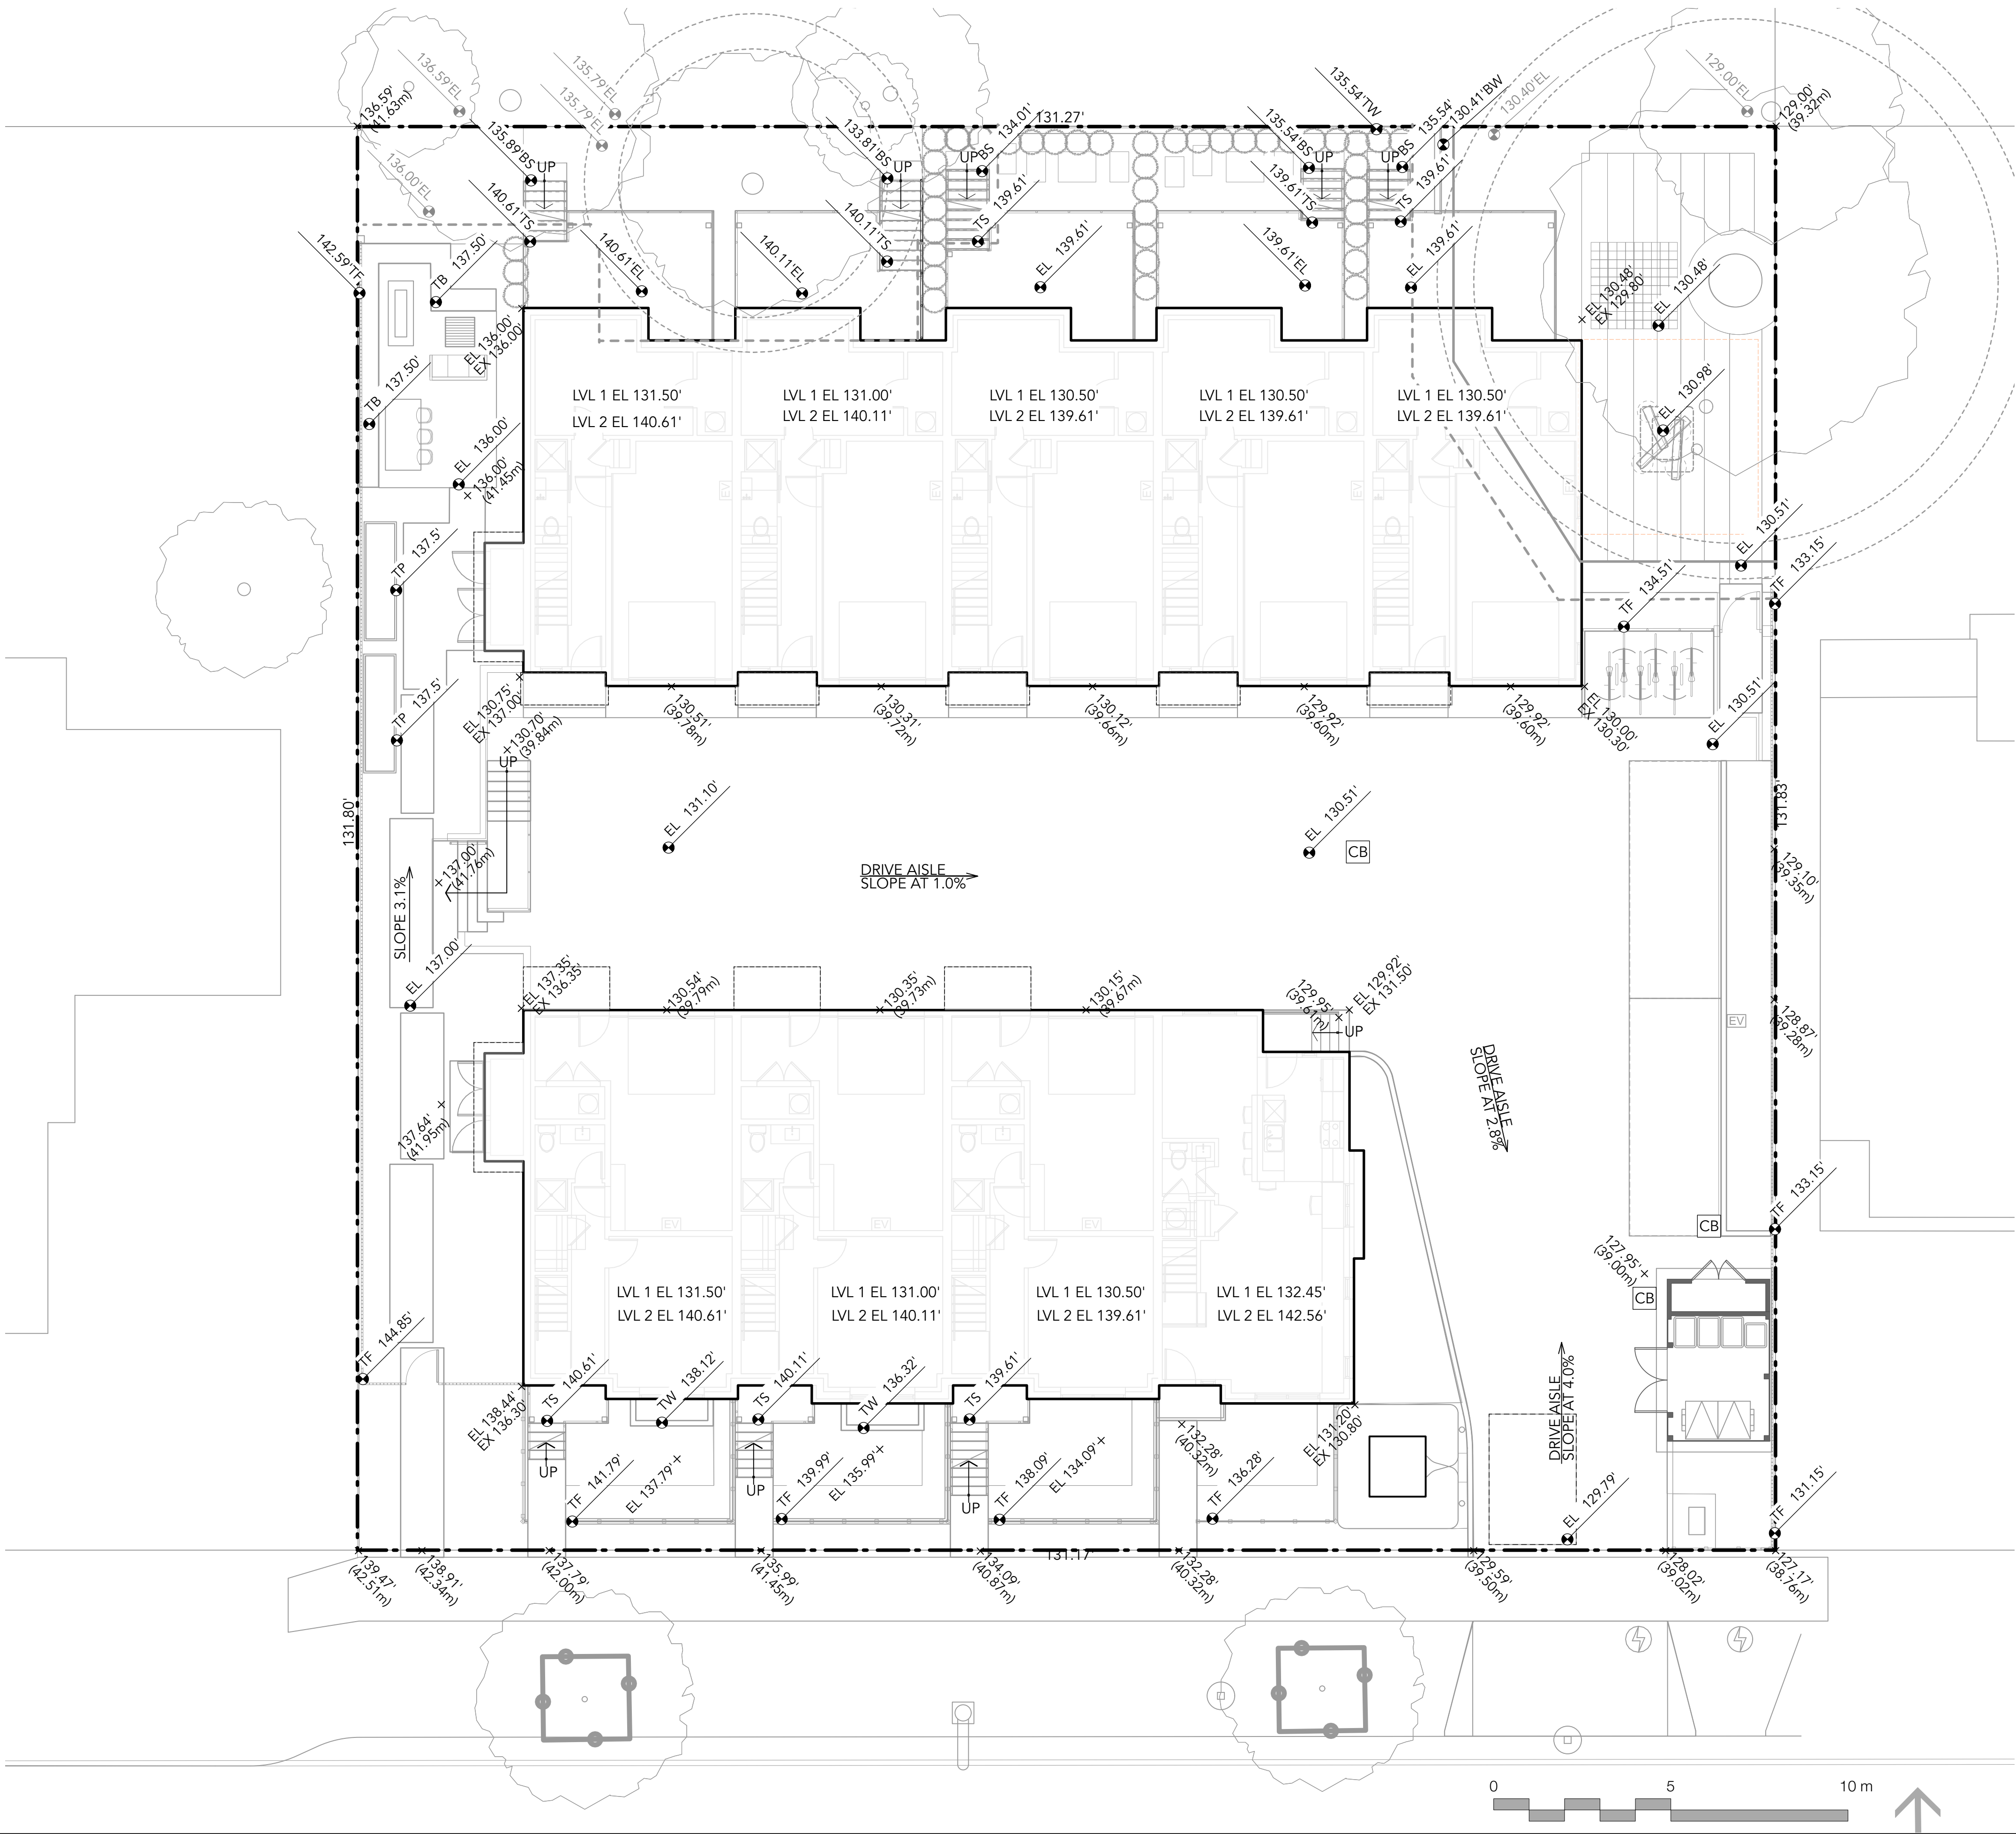 136.59'EL
135.79'EL
135.79'EL
136.00'EL
136.59'
(41.63m)
135.89'BS
UP
140.61'TS
140.61'EL
133.81'BS
UP
140.11'TS
140.11'EL
134.01'
BS
UP
131.27'
TS 139.61'
EL 139.61'
135.54'TW
135.54'BS
UP
UP
BS 135.54'
130.41'BW
130.40'EL
139.61'TS
TS 139.61'
139.61'EL
EL 139.61'
129.00'EL
129.00'
(39.32m)
142.59'TF
TB 137.50'
TB 137.50'
EL 136.00'
EX 136.00'
EL 136.00'
136.00'
(41.45m)
EL 130.48'
EX 129.80'
EL 130.48'
EL 130.98'
LVL 1 EL 131.50'
LVL 2 EL 140.61'
LVL 1 EL 131.00'
LVL 2 EL 140.11'
LVL 1 EL 130.50'
LVL 2 EL 139.61'
LVL 1 EL 130.50'
LVL 2 EL 139.61'
LVL 1 EL 130.50'
LVL 2 EL 139.61'
EV
EV
EV
EV
TP 137.5'
TP 137.5'
EL 130.51'
TF 133.15'
TF 134.51'
EL 130.75'
EX 137.00'
130.70'
(39.84m)
UP
130.51'
(39.78m)
130.31'
(39.72m)
130.12'
(39.66m)
129.92'
(39.60m)
129.92'
(39.60m)
EL 130.00'
EX 130.30'
EL 130.51'
131.80'
131.83'
EL 131.10'
EL 130.51'
CB
DRIVE AISLE
SLOPE AT 1.0%
SLOPE 3.1%
137.00'
(41.76m)
EL 137.00'
129.10'
(39.35m)
EL 137.35'
EX 136.35'
130.54'
(39.79m)
130.35'
(39.73m)
130.15'
(39.67m)
129.95'
(39.61m)
EL 129.92'
EX 131.50'
UP
EV
128.87'
(39.28m)
DRIVE AISLE
SLOPE AT 2.8%
137.64'
(41.95m)
EV
EV
EV
CB
TF 133.15'
127.95'
(39.00m)
CB
LVL 1 EL 131.50'
LVL 2 EL 140.61'
LVL 1 EL 131.00'
LVL 2 EL 140.11'
LVL 1 EL 130.50'
LVL 2 EL 139.61'
LVL 1 EL 132.45'
LVL 2 EL 142.56'
TF 144.85'
TS 140.61'
TW 138.12'
TS 140.11'
TW 136.32'
TS 139.61'
EL 138.44'
EX 136.30'
132.28'
(40.32m)
EL 131.20'
EX 130.80'
DRIVE AISLE
SLOPE AT 4.0%
UP
TF 141.79'
EL 137.79'
UP
TF 139.99'
EL 135.99'
UP
TF 138.09'
EL 134.09'
TF 136.28'
EL 129.79'
TF 131.15'
139.47'
(42.51m)
138.91'
(42.34m)
137.79'
(42.00m)
135.99'
(41.45m)
134.09'
(40.87m)
131.17'
132.28'
(40.32m)
129.59'
(39.50m)
128.02'
(39.02m)
127.17'
(38.76m)
0 5 10 m